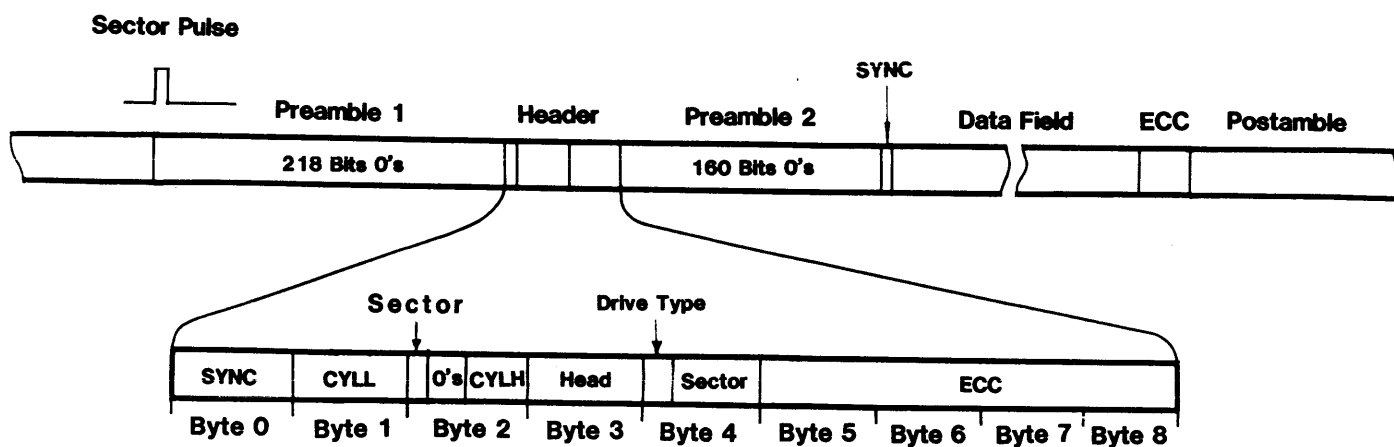 Sector Pulse
SYNC
Preamble 1 Header Preamble 2 Data Field ECC Postamble
218 Bits 0's 160 Bits 0's
Sector Drive Type
SYNC CYLL 0's CYLH Head Sector ECC
Byte 0 Byte 1 Byte 2 Byte 3 Byte 4 Byte 5 Byte 6 Byte 7 Byte 8